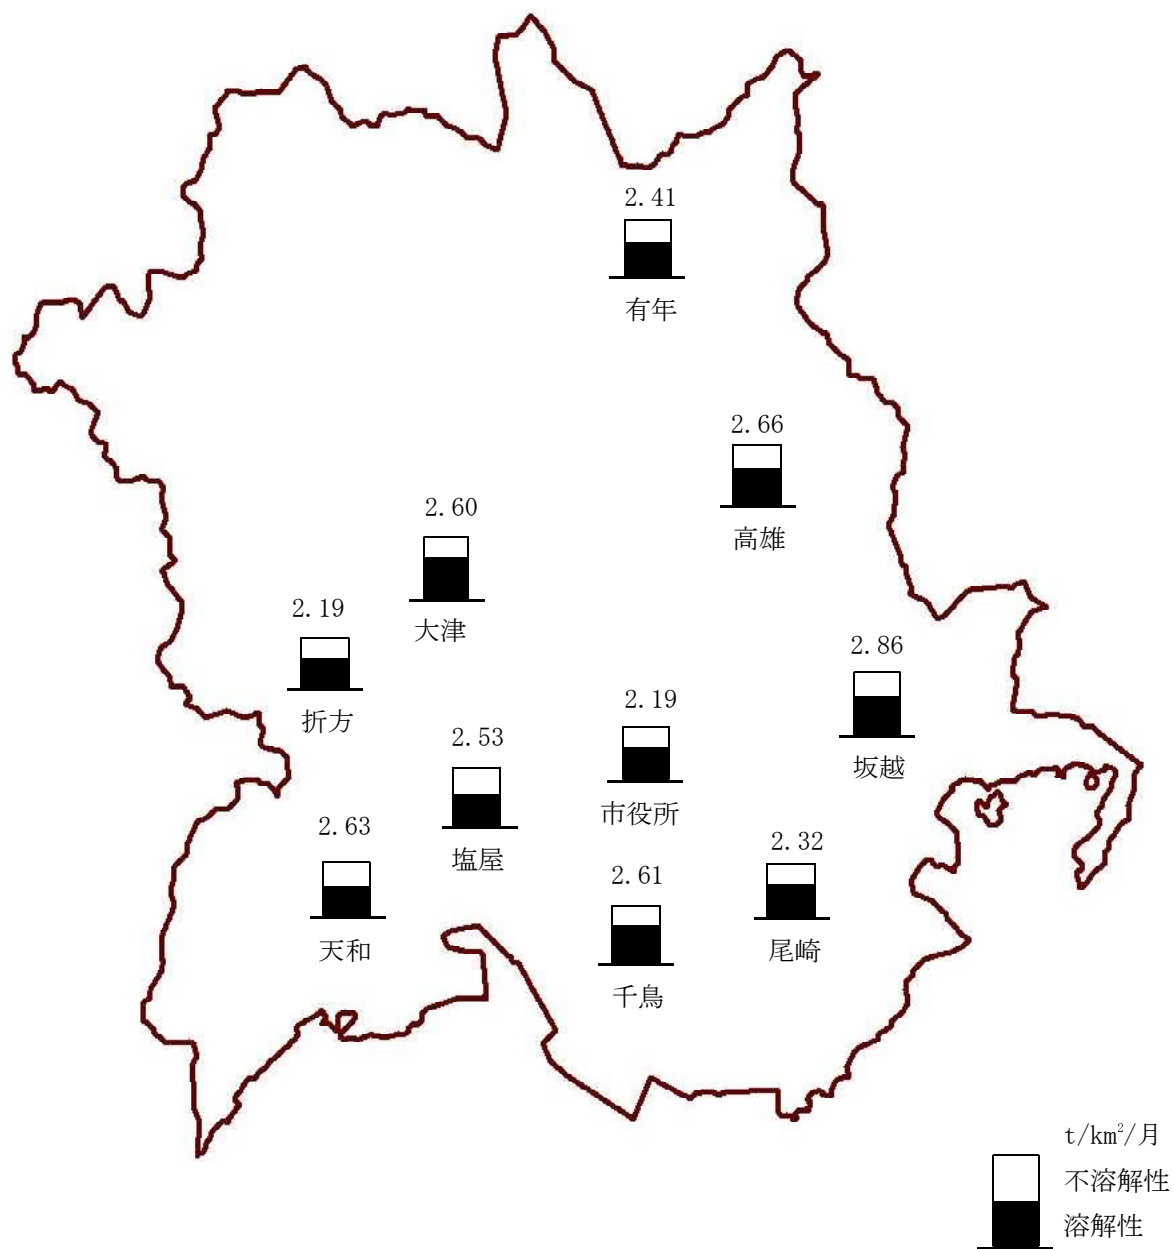 2.41
有年
2.66
高雄
2.60
大津
2.19
折方
2.86
坂越
2.19
市役所
2.53
塩屋
2.63
天和
2.32
尾崎
2.61
千鳥
t/km²/月
不溶解性
溶解性